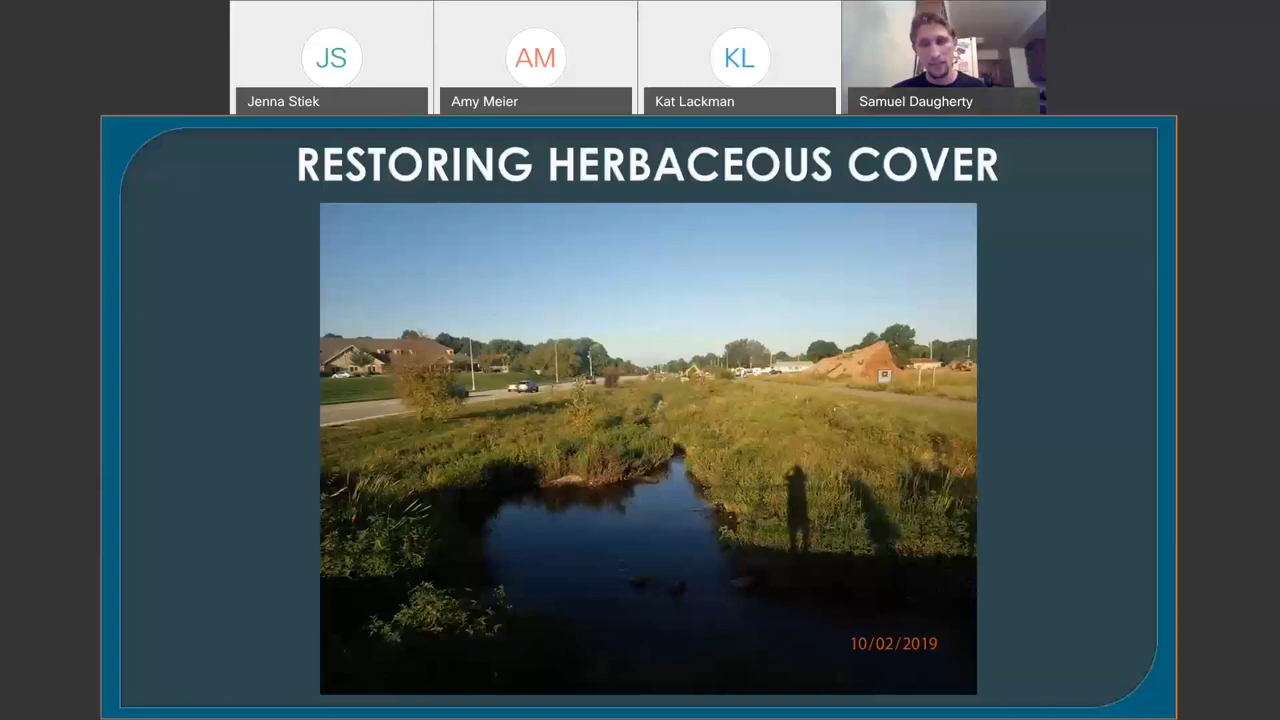 JS
AM
KL
Jenna Stiek
Amy Meier
Kat Lackman
Samuel Daugherty
RESTORING HERBACEOUS COVER
10/02/2019